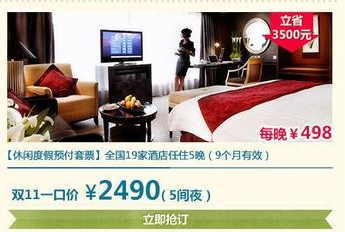 立省
3500元
每晚￥498
【休闲度假预付套票】全国19家酒店任住5晚（9个月有效）
双11一口价 ￥2490（5间夜）
立即抢订